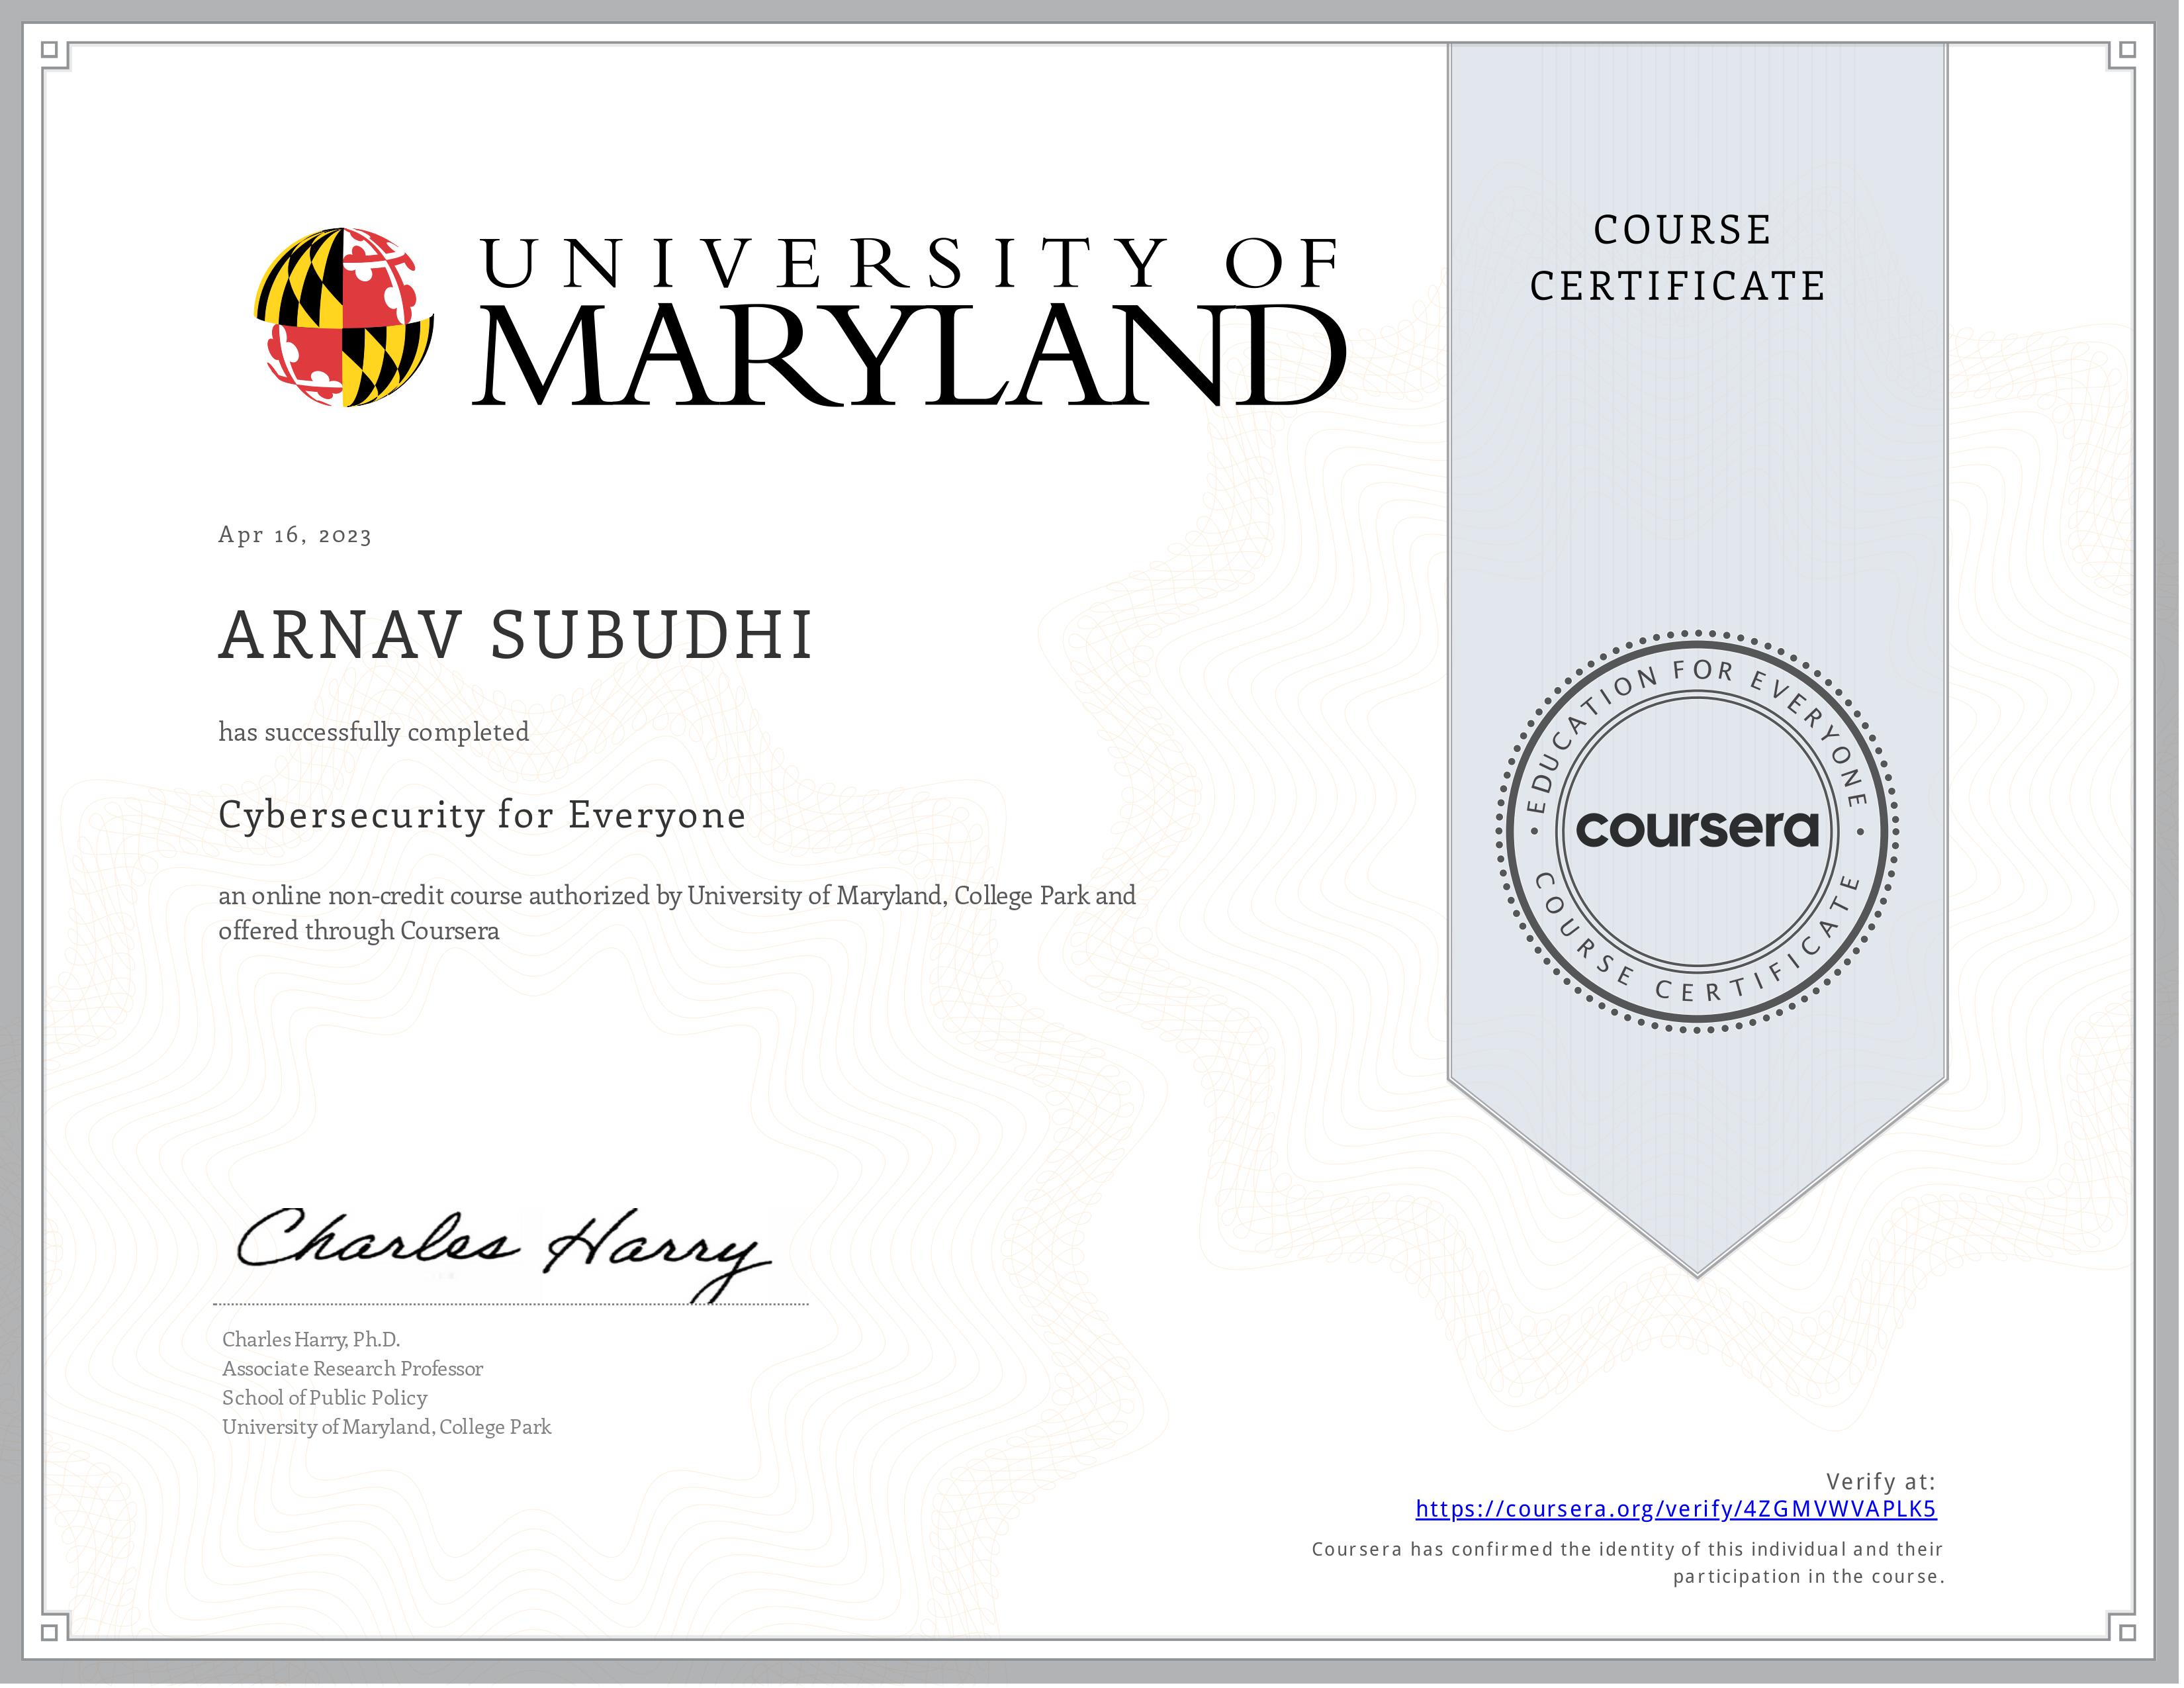 UNIVERSITY OF
MARYLAND
COURSE
CERTIFICATE
Apr 16, 2023
ARNAV SUBUDHI
has successfully completed
Cybersecurity for Everyone
an online non-credit course authorized by University of Maryland, College Park and
offered through Coursera
EDUCATION FOR EVERYONE
coursera
COURSE CERTIFICATE
Charles Harry
Charles Harry, Ph.D.
Associate Research Professor
School of Public Policy
University of Maryland, College Park
Verify at:
https://coursera.org/verify/4ZGMVWVAPLK5
Coursera has confirmed the identity of this individual and their
participation in the course.